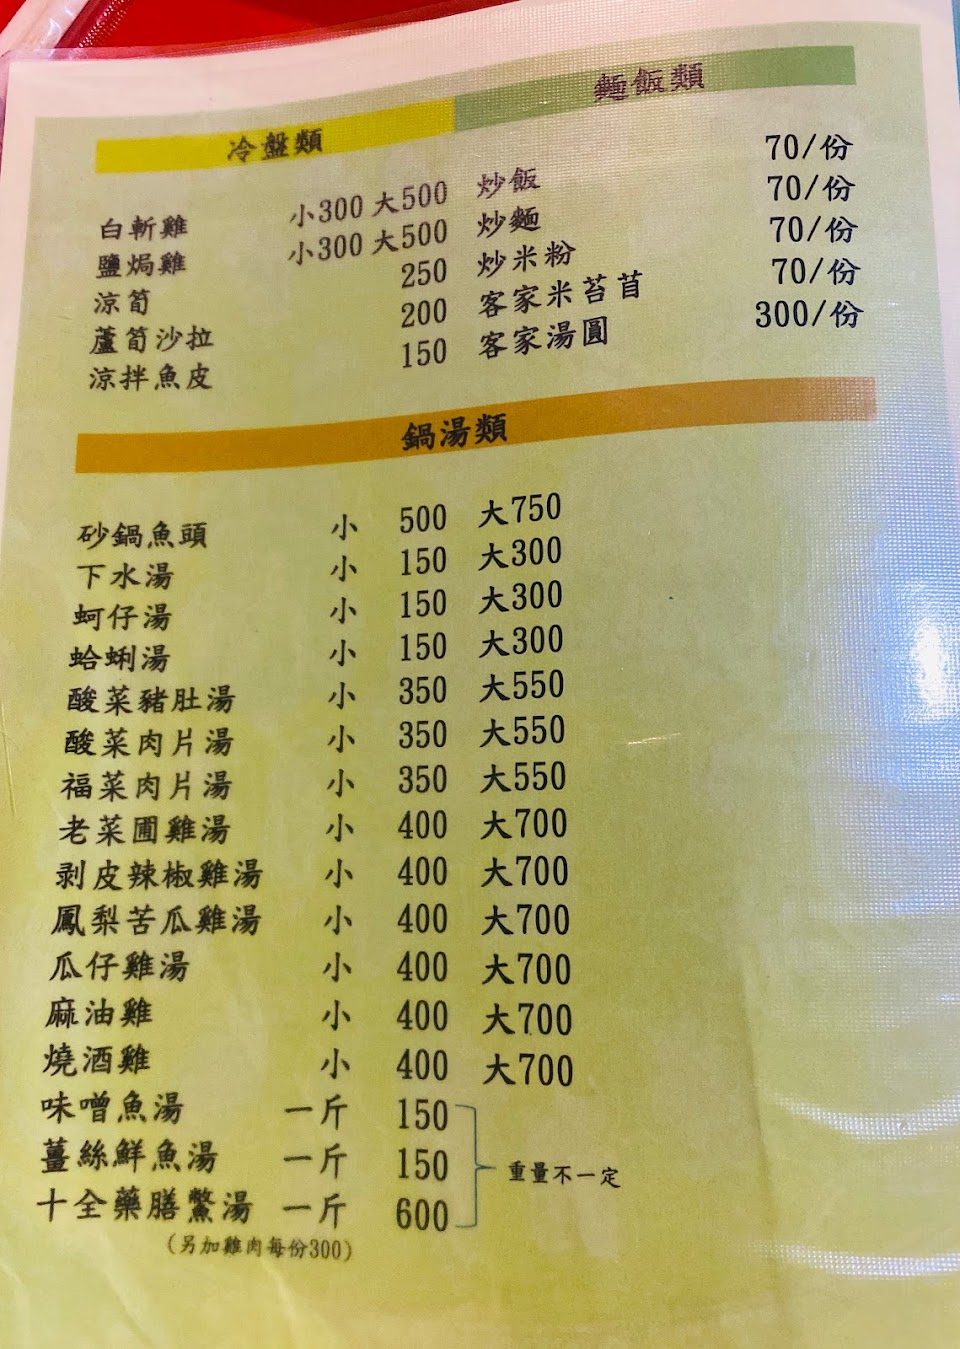 冷盤類
白斬雞 小300 大500
鹽焗雞 小300 大500
涼筍 250
蘆筍沙拉 200
涼拌魚皮 150
麵飯類
炒飯 70/份
炒麵 70/份
炒米粉 70/份
客家米苔苜 70/份
客家湯圓 300/份
鍋湯類
砂鍋魚頭 小 500 大750
下水湯 小 150 大300
蚵仔湯 小 150 大300
蛤蜊湯 小 150 大300
酸菜豬肚湯 小 350 大550
酸菜肉片湯 小 350 大550
福菜肉片湯 小 350 大550
老菜圃雞湯 小 400 大700
剥皮辣椒雞湯 小 400 大700
鳳梨苦瓜雞湯 小 400 大700
瓜仔雞湯 小 400 大700
麻油雞 小 400 大700
燒酒雞 小 400 大700
味噌魚湯 一斤 150
薑絲鮮魚湯 一斤 150
十全藥膳鱉湯 一斤 600
重量不一定
(另加雞肉每份300)